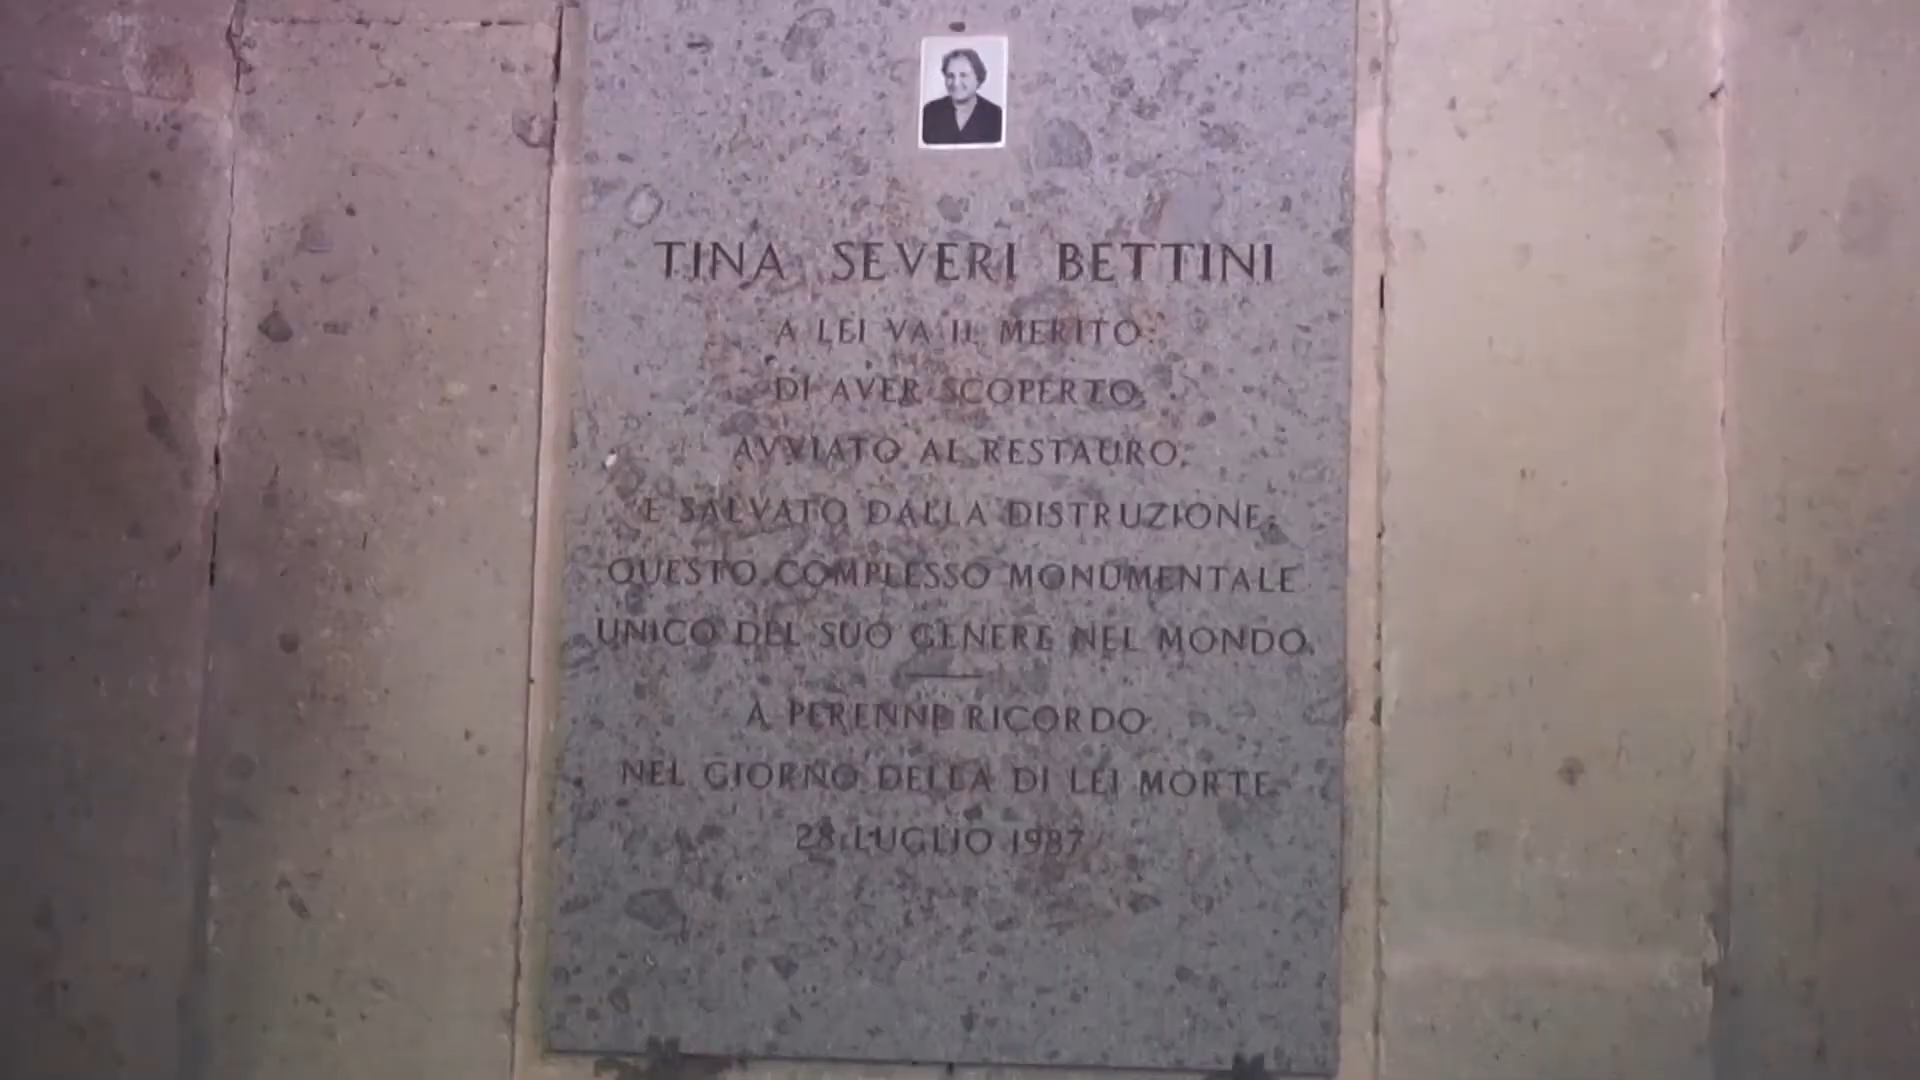 TINA SEVERI BETTINI
A LEI VA IL MERITO
DI AVER SCOPERTO,
AVVIATO AL RESTAURO,
E SALVATO DALLA DISTRUZIONE,
QUESTO COMPLESSO MONUMENTALE
UNICO DEL SUO GENERE NEL MONDO.
A PERENNE RICORDO
NEL GIORNO DELLA DI LEI MORTE
28 LUGLIO 1987